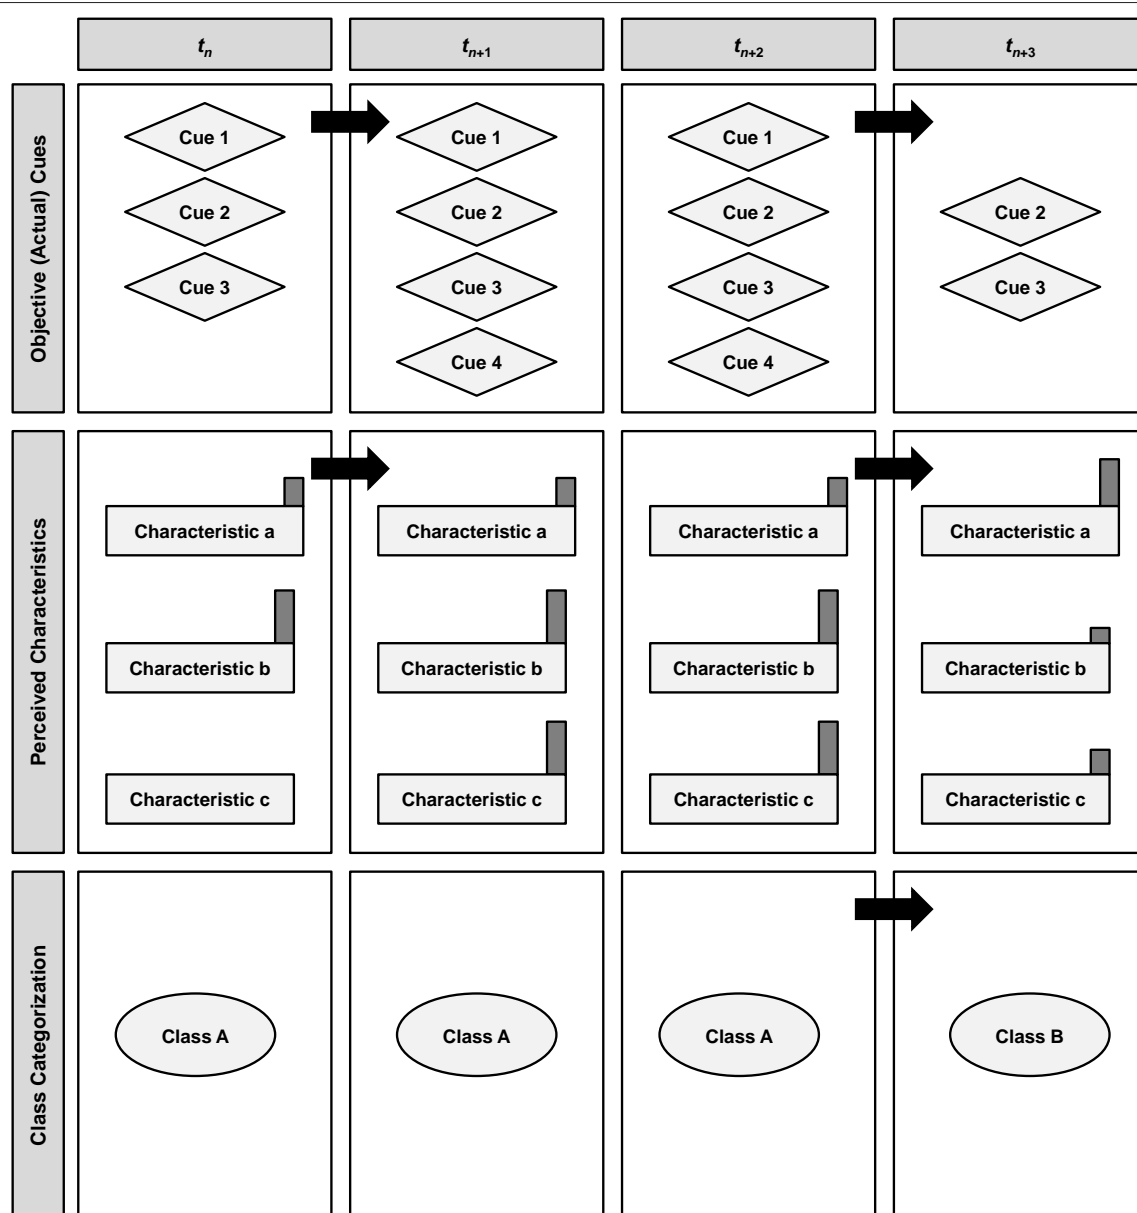 tn
tn+1
tn+2
tn+3
Objective (Actual) Cues
Cue 1
Cue 2
Cue 3
Cue 1
Cue 2
Cue 3
Cue 4
Cue 1
Cue 2
Cue 3
Cue 4
Cue 2
Cue 3
Perceived Characteristics
Characteristic a
Characteristic b
Characteristic c
Characteristic a
Characteristic b
Characteristic c
Characteristic a
Characteristic b
Characteristic c
Characteristic a
Characteristic b
Characteristic c
Class Categorization
Class A
Class A
Class A
Class B